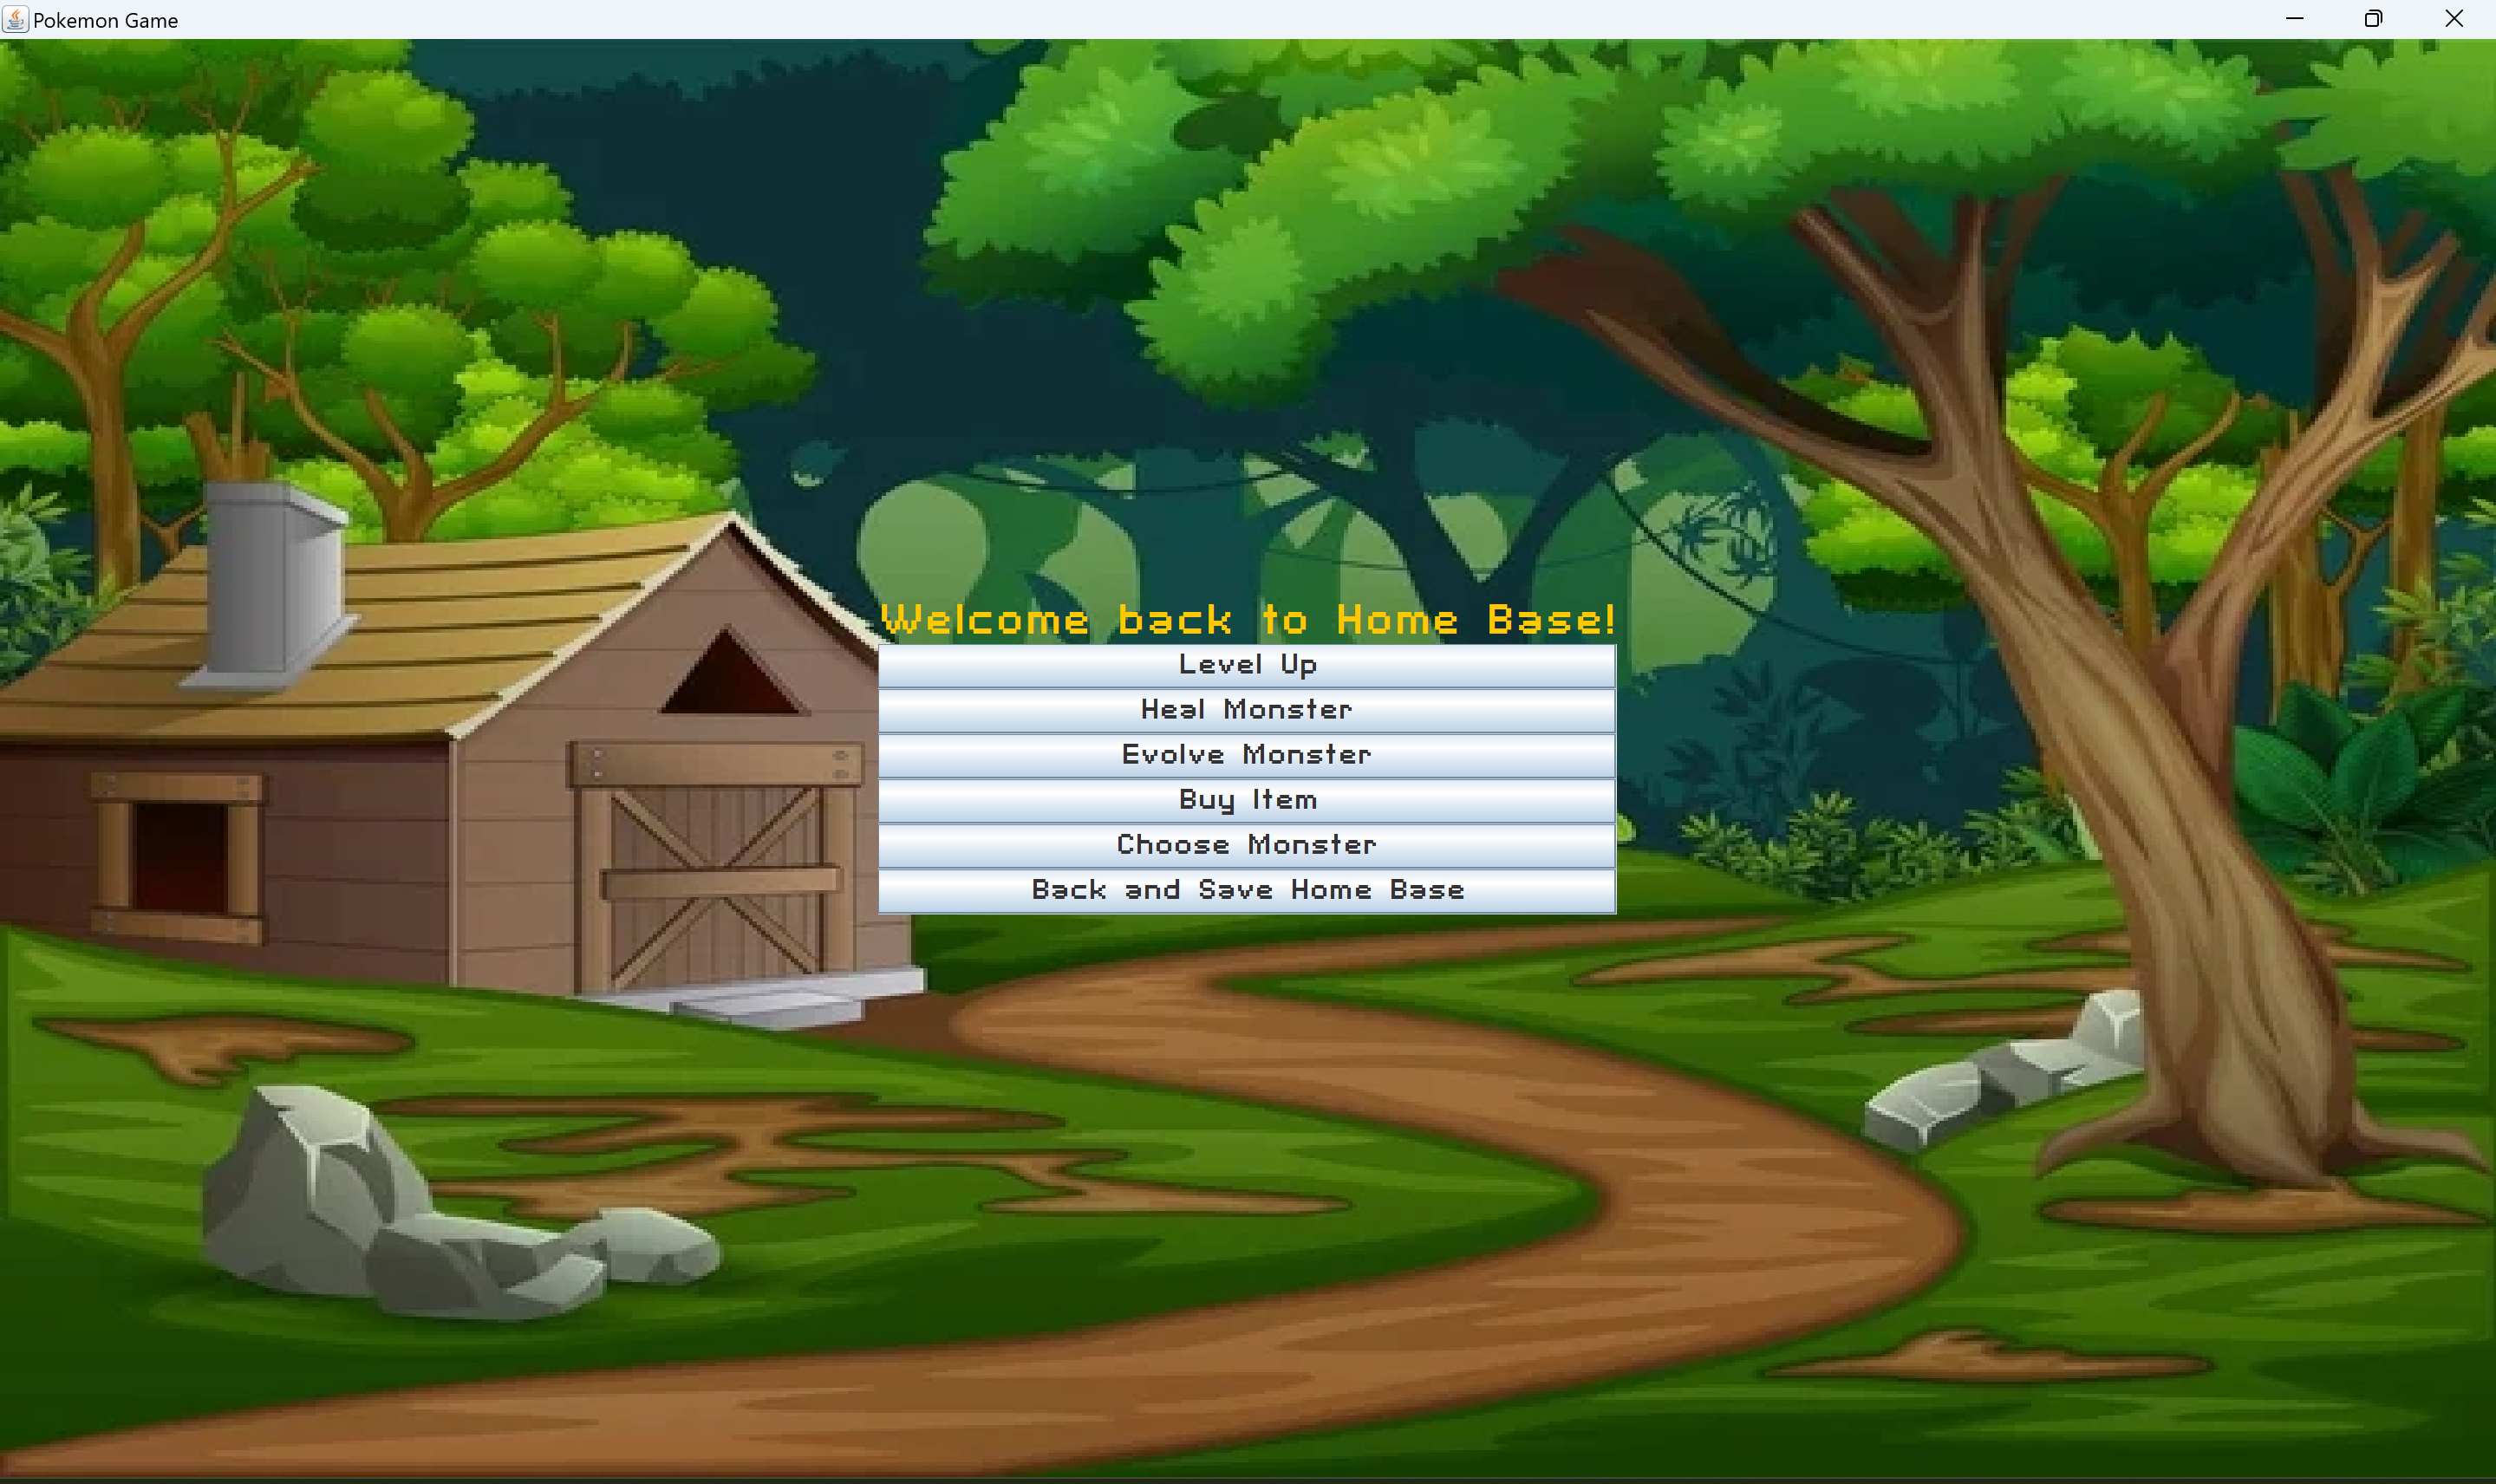 Pokemon Game
Welcome back to Home Base!
Level Up
Heal Monster
Evolve Monster
Buy Item
Choose Monster
Back and Save Home Base